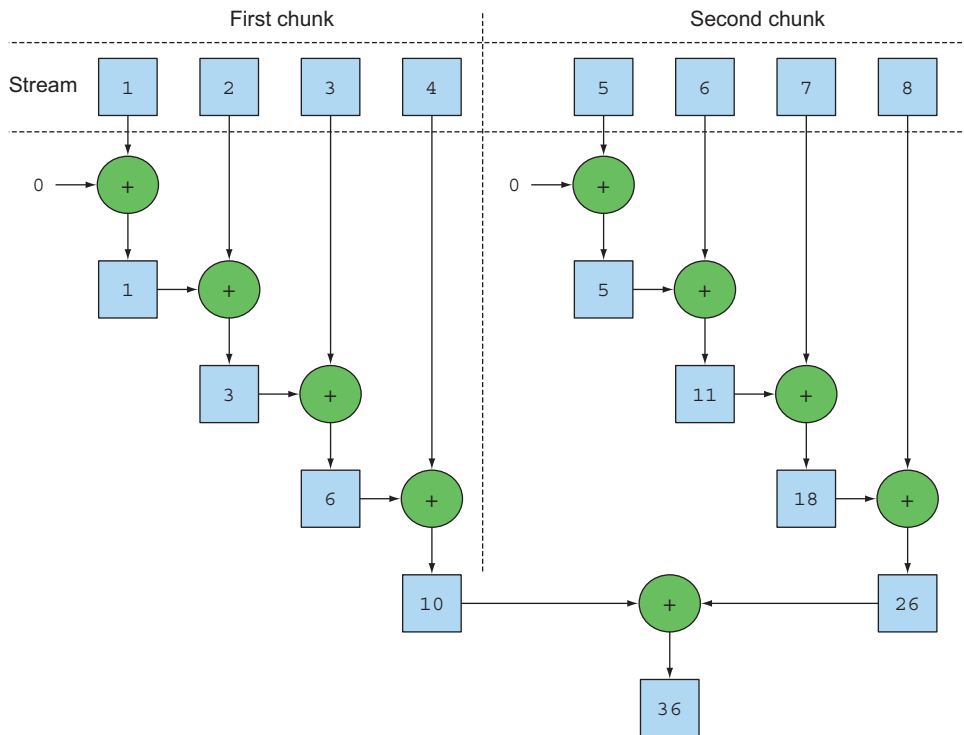 First chunk Second chunk
Stream 1 2 3 4 5 6 7 8
0 + 0 +
1 + 5 +
3 + 11 +
6 + 18 +
10 + 26
36